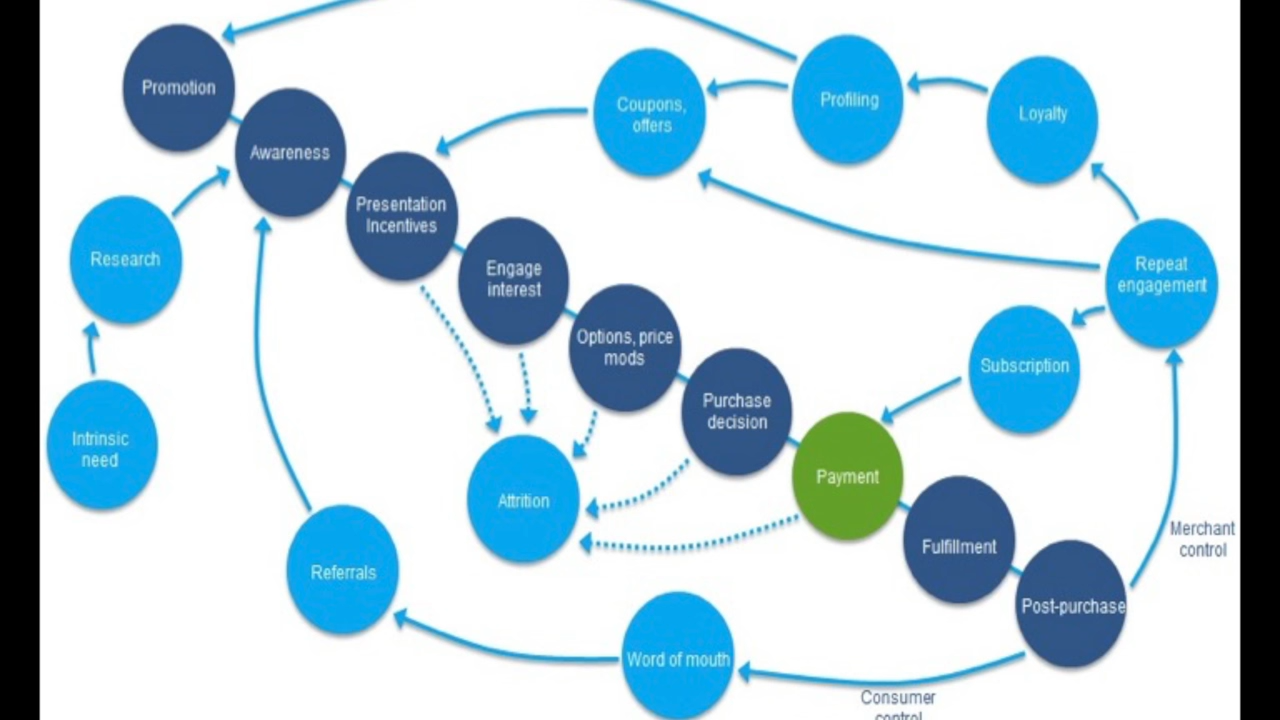 Promotion
Awareness
Presentation
Incentives
Coupons,
offers
Profiling
Loyalty
Research
Engage
interest
Repeat
engagement
Options, price
mods
Subscription
Purchase
decision
Intrinsic
need
Attrition
Payment
Fulfillment
Merchant
control
Referrals
Post-purchase
Word of mouth
Consumer
control